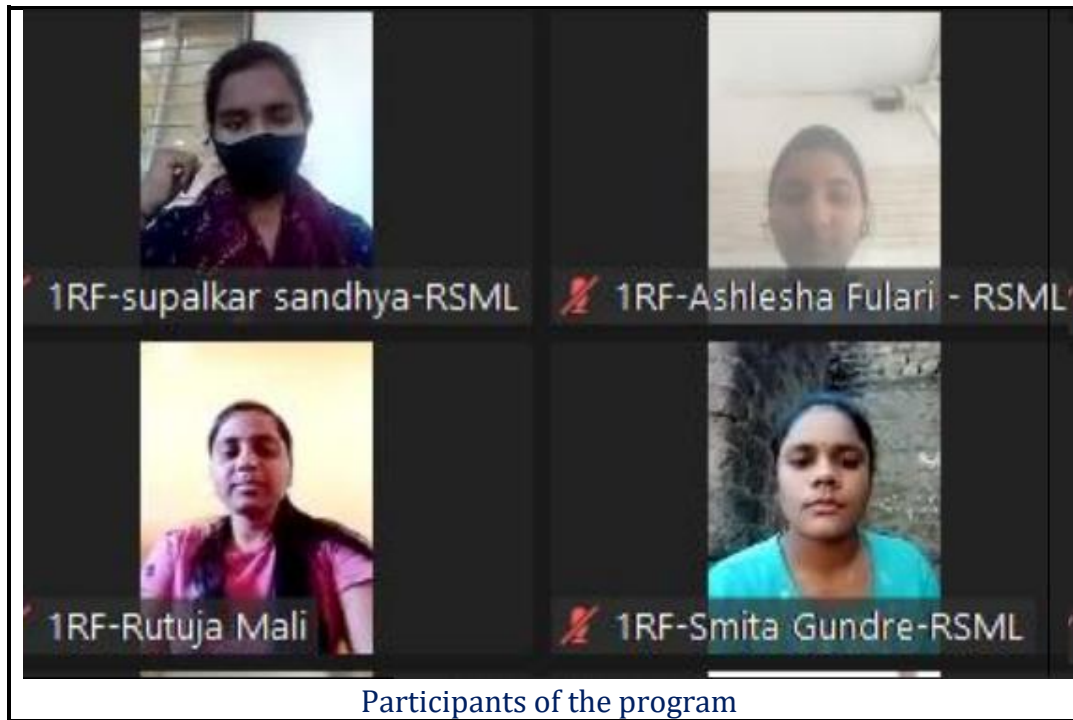 1RF-supalkar sandhya-RSML
1RF-Ashlesha Fulari - RSML
1RF-Rutuja Mali
1RF-Smita Gundre-RSML
Participants of the program